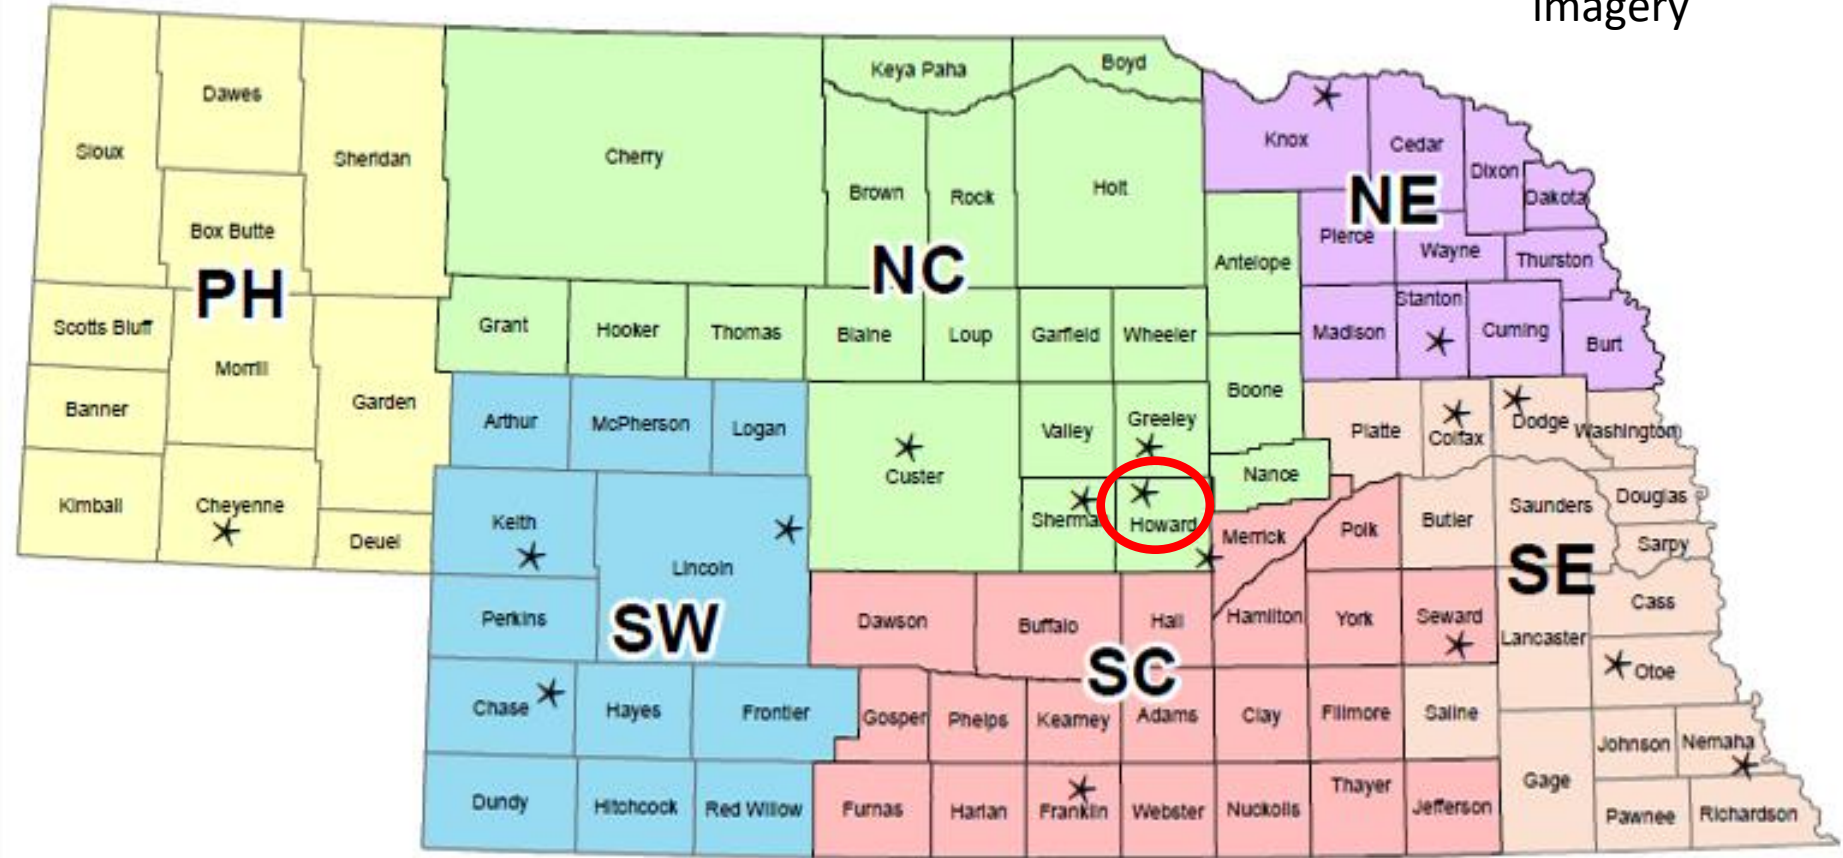 Imagery
Keya Paha
Boyd
Dawes
Sioux
Sheridan
Cherry
Knox
Cedar
Dixon
Dakota
Brown
Rock
Holt
NE
Box Butte
Pierce
Wayne
Thurston
Antelope
PH
NC
Scotts Bluff
Grant
Hooker
Thomas
Blaine
Loup
Garfield
Wheeler
Madison
Stanton
Cuming
Burt
Morrill
Banner
Garden
Arthur
McPherson
Logan
Custer
Valley
Greeley
Boone
Platte
Colfax
Dodge
Washington
Nance
Kimball
Cheyenne
Deuel
Keith
Lincoln
Sherma
Howard
Merrick
Polk
Butler
Saunders
Douglas
Sarpy
SE
Cass
Perkins
SW
Dawson
Buffalo
Hall
Hamilton
York
Seward
Lancaster
Otoe
SC
Chase
Hayes
Frontier
Gosper
Phelps
Kearney
Adams
Clay
Fillmore
Saline
Johnson
Nemaha
Dundy
Hitchcock
Red Willow
Furnas
Harlan
Franklin
Webster
Nuckolls
Thayer
Jefferson
Gage
Pawnee
Richardson